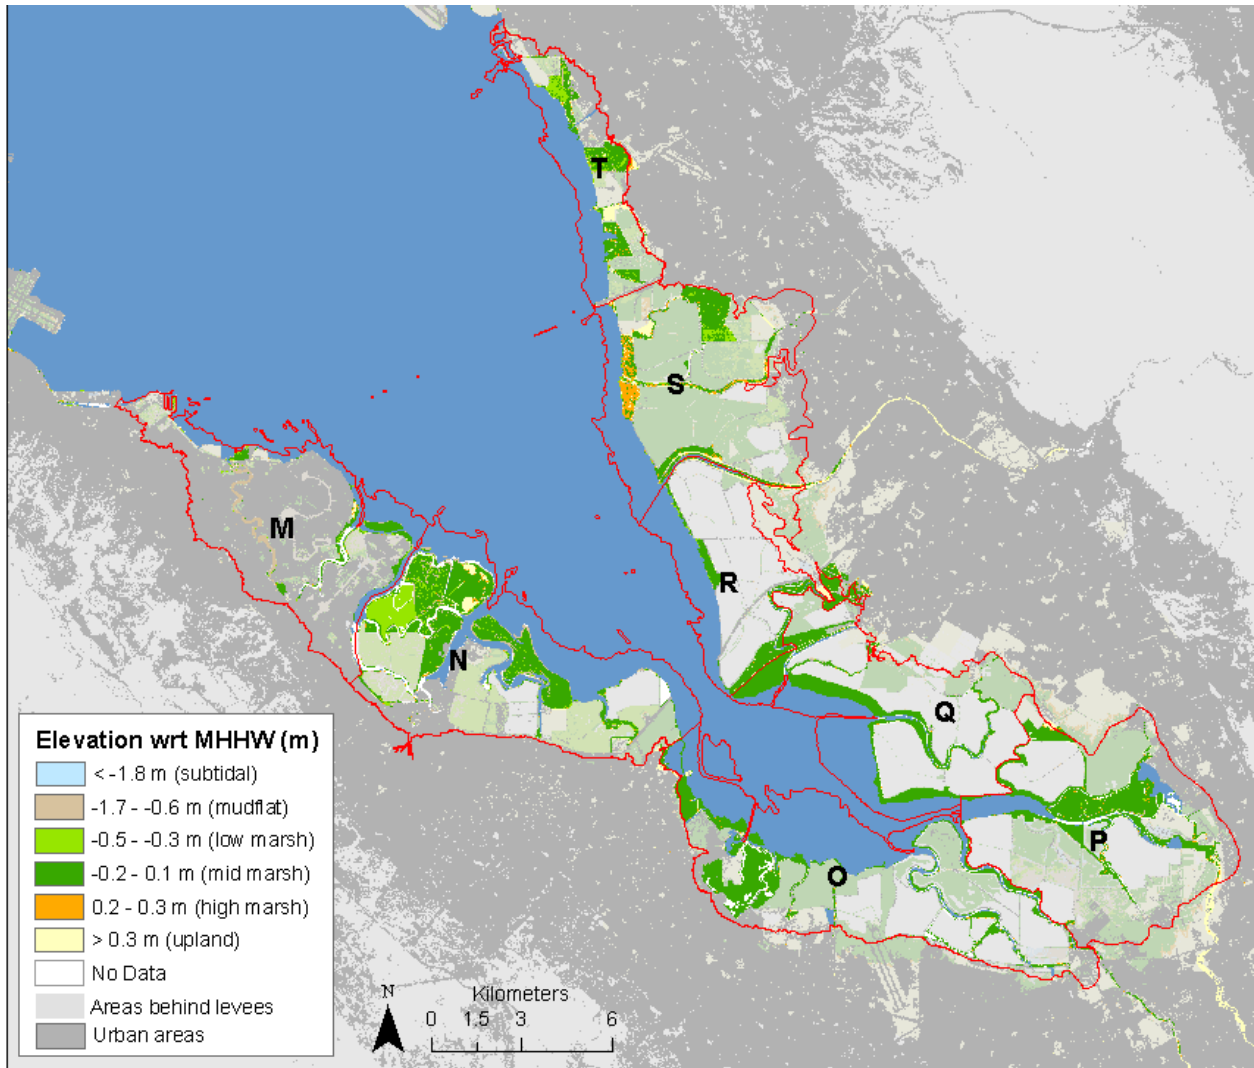 T
S
M
R
N
Q
P
O
Elevation wrt MHHW (m)
< -1.8 m (subtidal)
-1.7 - -0.6 m (mudflat)
-0.5 - -0.3 m (low marsh)
-0.2 - 0.1 m (mid marsh)
0.2 - 0.3 m (high marsh)
> 0.3 m (upland)
No Data
Areas behind levees
Urban areas
N
Kilometers
0 1.5 3 6